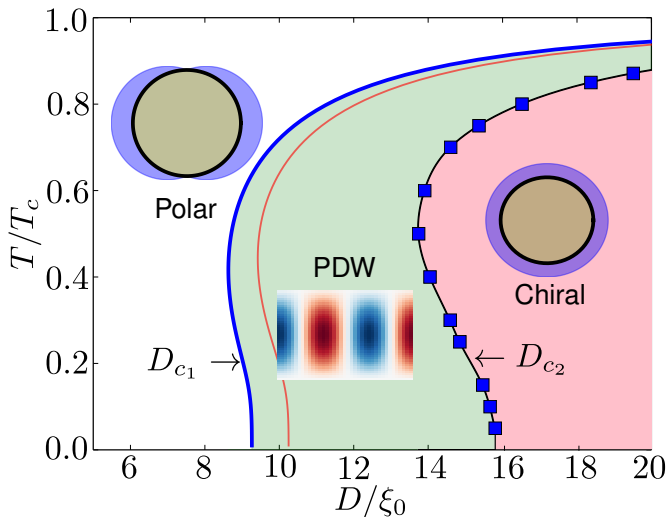 1.0
0.8
0.6
0.4
0.2
0.0
T/T_c
Polar
PDW
Chiral
D_{c_1}
D_{c_2}
6 8 10 12 14 16 18 20
D/ξ_0